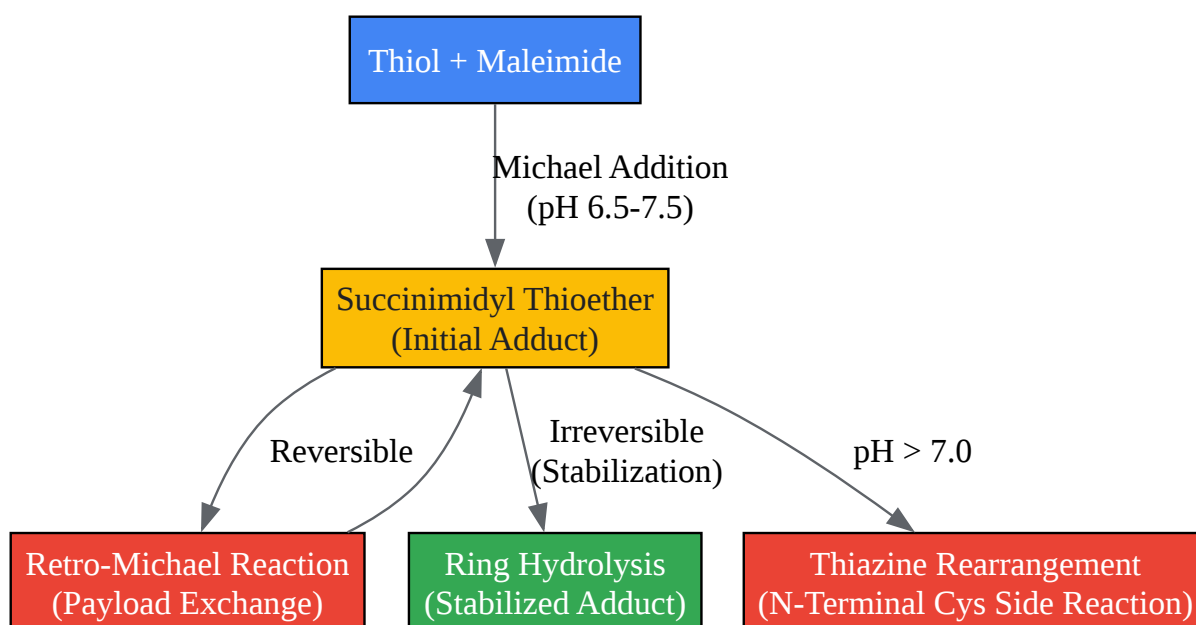 Thiol + Maleimide
Michael Addition
(pH 6.5-7.5)
Succinimidyl Thioether
(Initial Adduct)
Reversible
Irreversible
(Stabilization)
pH > 7.0
Retro-Michael Reaction
(Payload Exchange)
Ring Hydrolysis
(Stabilized Adduct)
Thiazine Rearrangement
(N-Terminal Cys Side Reaction)